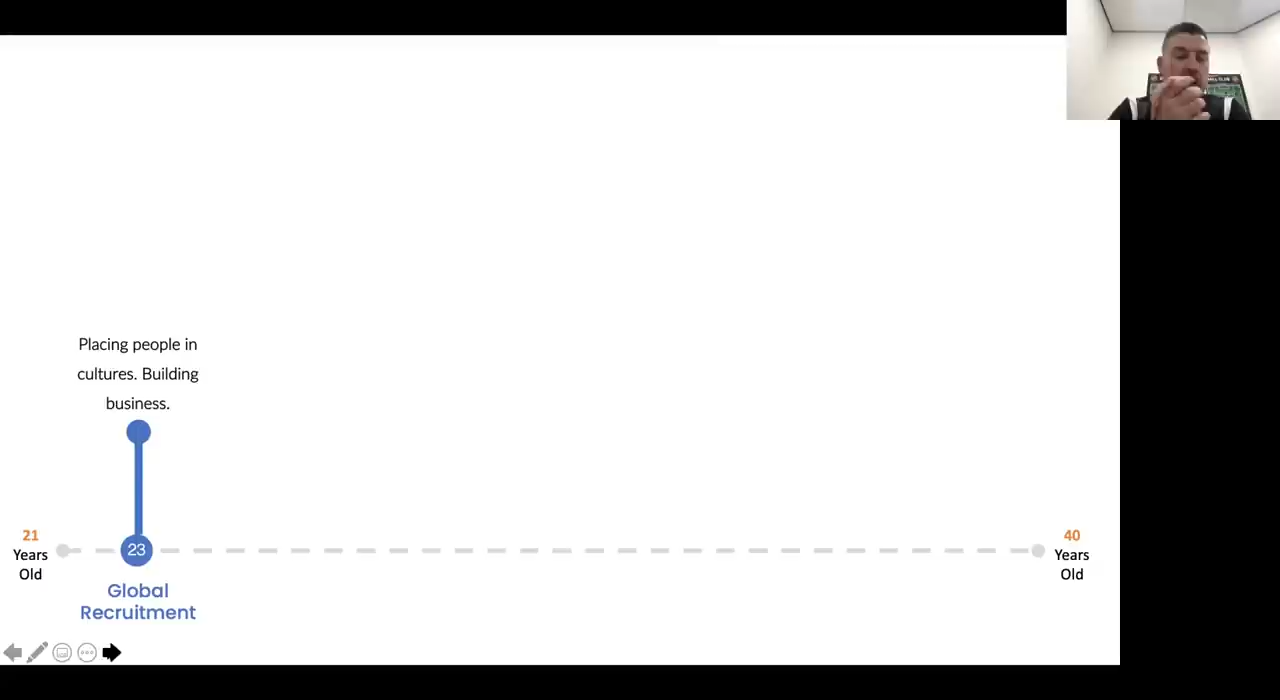 Placing people in
cultures. Building
business.
21
Years
Old
23
Global
Recruitment
40
Years
Old